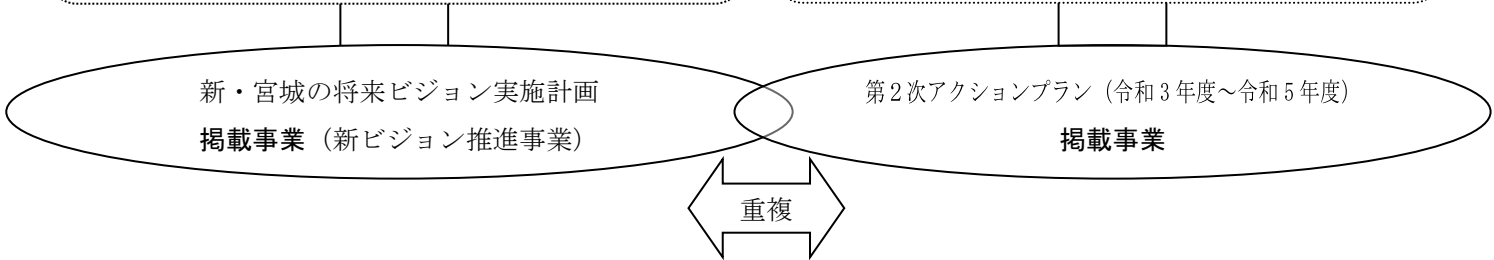 新・宮城の将来ビジョン実施計画
掲載事業（新ビジョン推進事業）
第２次アクションプラン（令和３年度～令和５年度）
掲載事業
重複